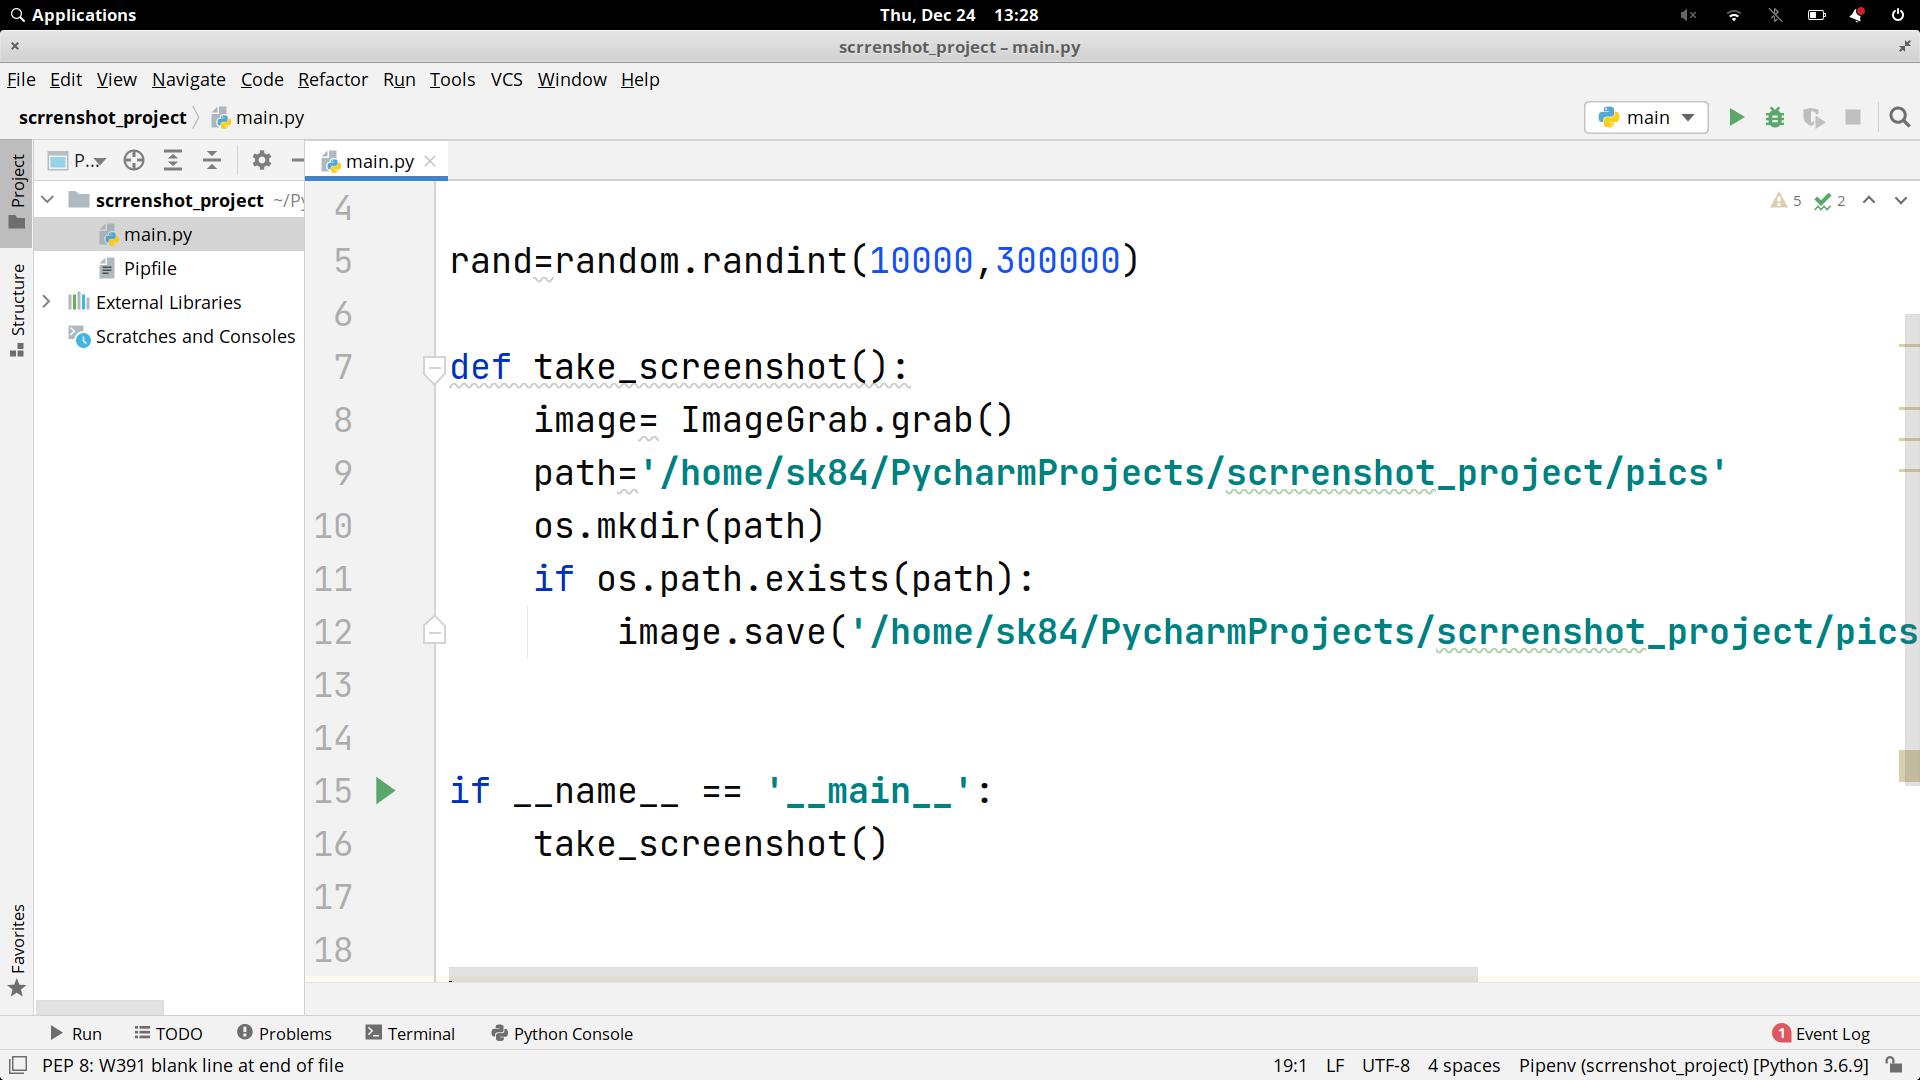 Applications Thu, Dec 24 13:28
scrrenshot_project – main.py
File Edit View Navigate Code Refactor Run Tools VCS Window Help
scrrenshot_project main.py main
Project
P... main.py
scrrenshot_project ~/Py
main.py
Pipfile
External Libraries
Scratches and Consoles
Structure
Favorites
5 2
4
5 rand=random.randint(10000,300000)
6
7 def take_screenshot():
8 image= ImageGrab.grab()
9 path='/home/sk84/PycharmProjects/scrrenshot_project/pics'
10 os.mkdir(path)
11 if os.path.exists(path):
12 image.save('/home/sk84/PycharmProjects/scrrenshot_project/pics
13
14
15 if __name__ == '__main__':
16 take_screenshot()
17
18
Run TODO Problems Terminal Python Console 1 Event Log
PEP 8: W391 blank line at end of file 19:1 LF UTF-8 4 spaces Pipenv (scrrenshot_project) [Python 3.6.9]